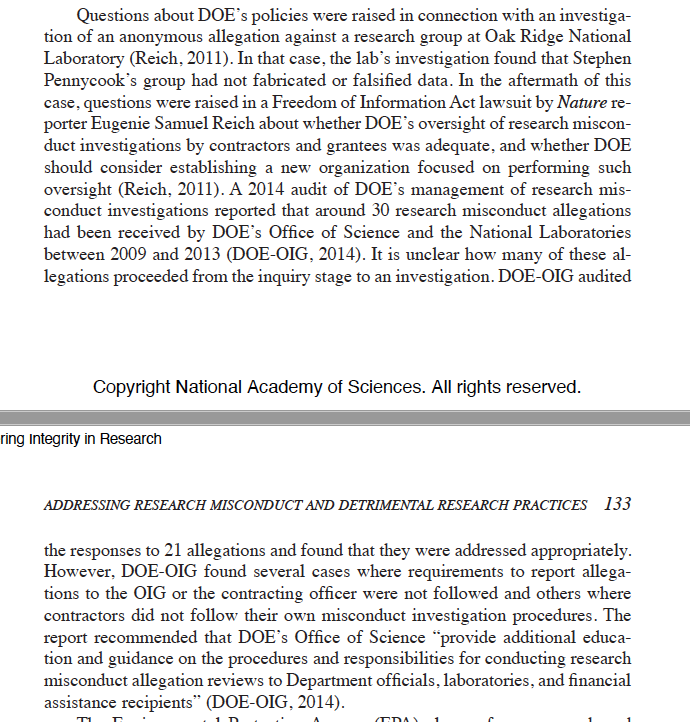 Questions about DOE’s policies were raised in connection with an investiga-
tion of an anonymous allegation against a research group at Oak Ridge National
Laboratory (Reich, 2011). In that case, the lab’s investigation found that Stephen
Pennycook’s group had not fabricated or falsified data. In the aftermath of this
case, questions were raised in a Freedom of Information Act lawsuit by Nature re-
porter Eugenie Samuel Reich about whether DOE’s oversight of research miscon-
duct investigations by contractors and grantees was adequate, and whether DOE
should consider establishing a new organization focused on performing such
oversight (Reich, 2011). A 2014 audit of DOE’s management of research mis-
conduct investigations reported that around 30 research misconduct allegations
had been received by DOE’s Office of Science and the National Laboratories
between 2009 and 2013 (DOE-OIG, 2014). It is unclear how many of these al-
legations proceeded from the inquiry stage to an investigation. DOE-OIG audited
Copyright National Academy of Sciences. All rights reserved.
ring Integrity in Research
ADDRESSING RESEARCH MISCONDUCT AND DETRIMENTAL RESEARCH PRACTICES 133
the responses to 21 allegations and found that they were addressed appropriately.
However, DOE-OIG found several cases where requirements to report allega-
tions to the OIG or the contracting officer were not followed and others where
contractors did not follow their own misconduct investigation procedures. The
report recommended that DOE’s Office of Science “provide additional educa-
tion and guidance on the procedures and responsibilities for conducting research
misconduct allegation reviews to Department officials, laboratories, and financial
assistance recipients” (DOE-OIG, 2014).